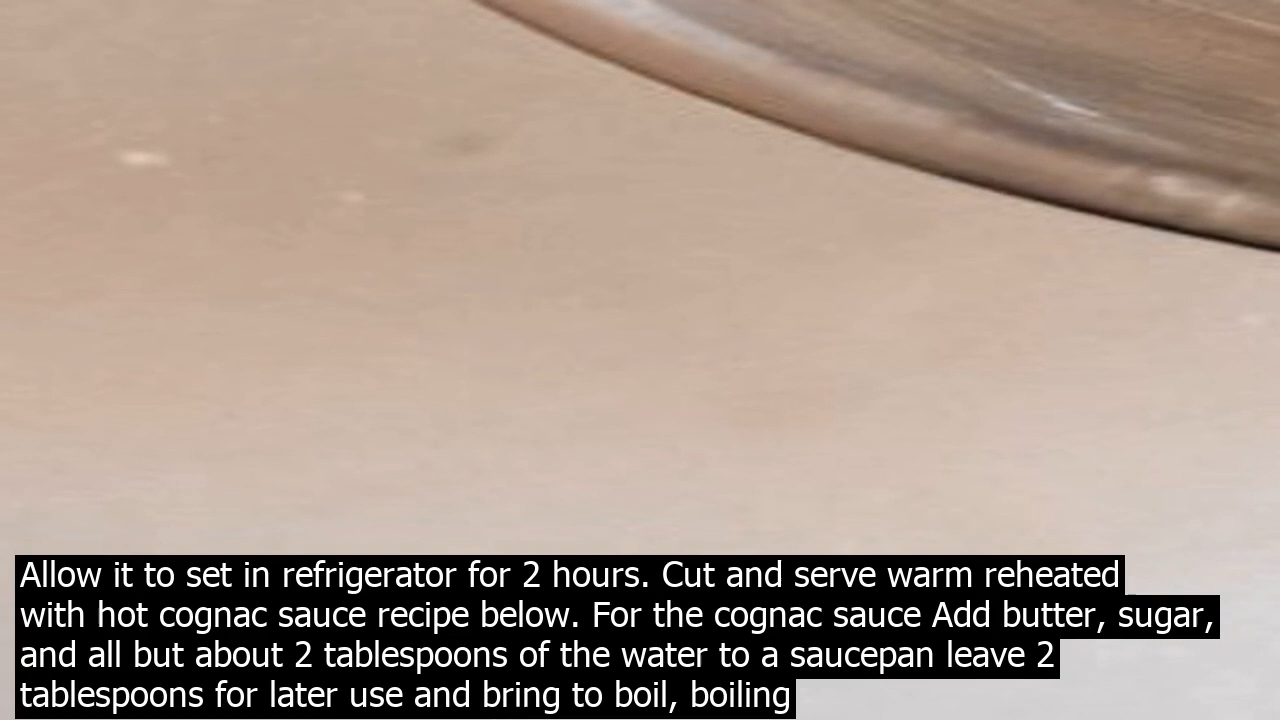 Allow it to set in refrigerator for 2 hours. Cut and serve warm reheated
with hot cognac sauce recipe below. For the cognac sauce Add butter, sugar,
and all but about 2 tablespoons of the water to a saucepan leave 2
tablespoons for later use and bring to boil, boiling